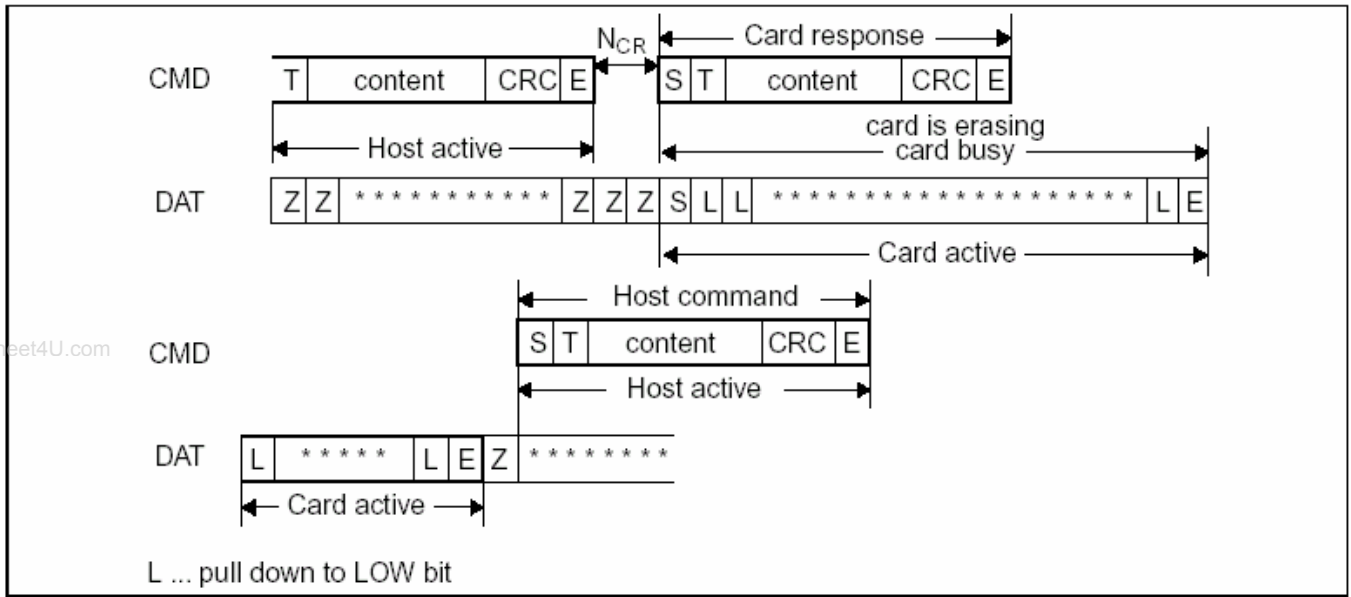 N_CR Card response
CMD T content CRC E S T content CRC E
card is erasing
Host active card busy
DAT Z Z * * * * * * * * * * * Z Z Z S L L * * * * * * * * * * * * * * * * * * * L E
Card active
Host command
eet4U.com CMD S T content CRC E
Host active
DAT L * * * * * L E Z * * * * * * * *
Card active
L ... pull down to LOW bit